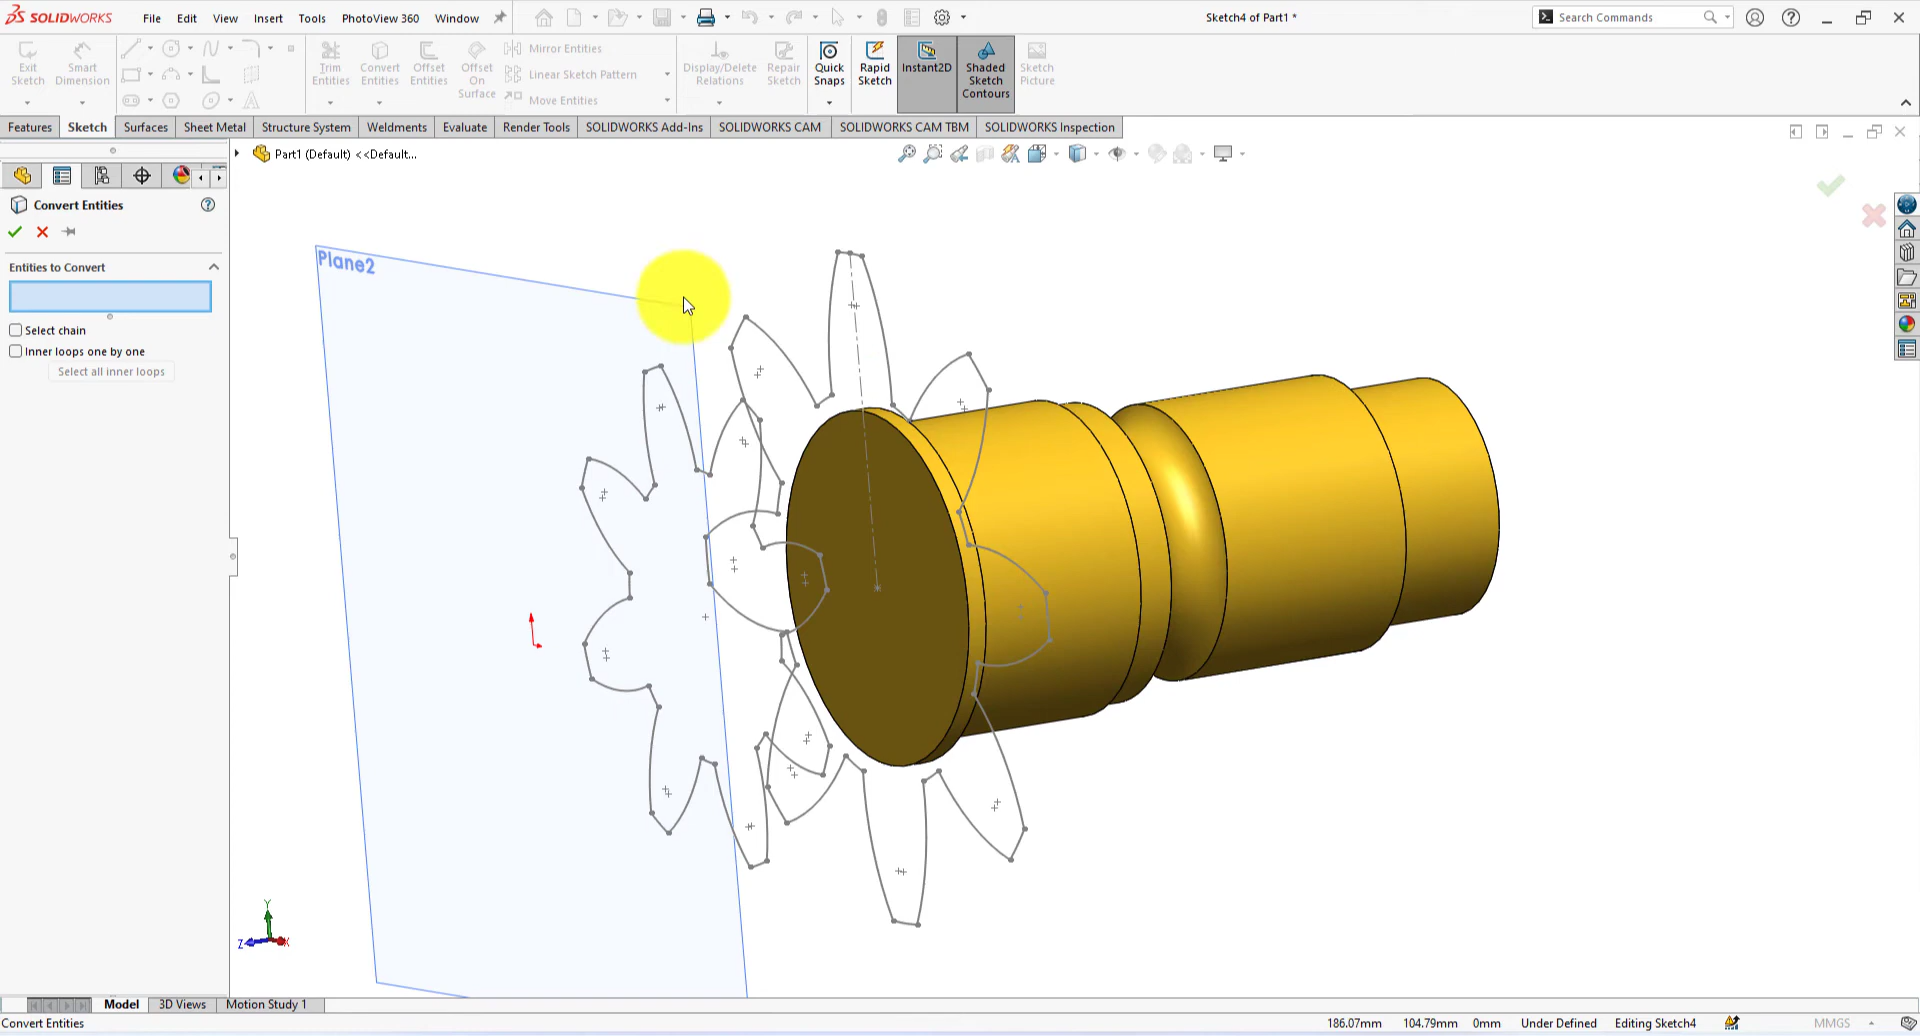 SOLIDWORKS
File
Edit
View
Insert
Tools
PhotoView 360
Window
Sketch4 of Part1 *
Search Commands
Exit Sketch
Smart Dimension
Trim Entities
Convert Entities
Offset Entities
Offset On Surface
Mirror Entities
Linear Sketch Pattern
Move Entities
Display/Delete Relations
Repair Sketch
Quick Snaps
Rapid Sketch
Instant2D
Shaded Sketch Contours
Sketch Picture
Features
Sketch
Surfaces
Sheet Metal
Structure System
Weldments
Evaluate
Render Tools
SOLIDWORKS Add-Ins
SOLIDWORKS CAM
SOLIDWORKS CAM TBM
SOLIDWORKS Inspection
Part1 (Default) <<Default...
Convert Entities
Entities to Convert
Select chain
Inner loops one by one
Select all inner loops
Plane2
Y
Z
X
Model
3D Views
Motion Study 1
Convert Entities
186.07mm
104.79mm
0mm
Under Defined
Editing Sketch4
MMGS